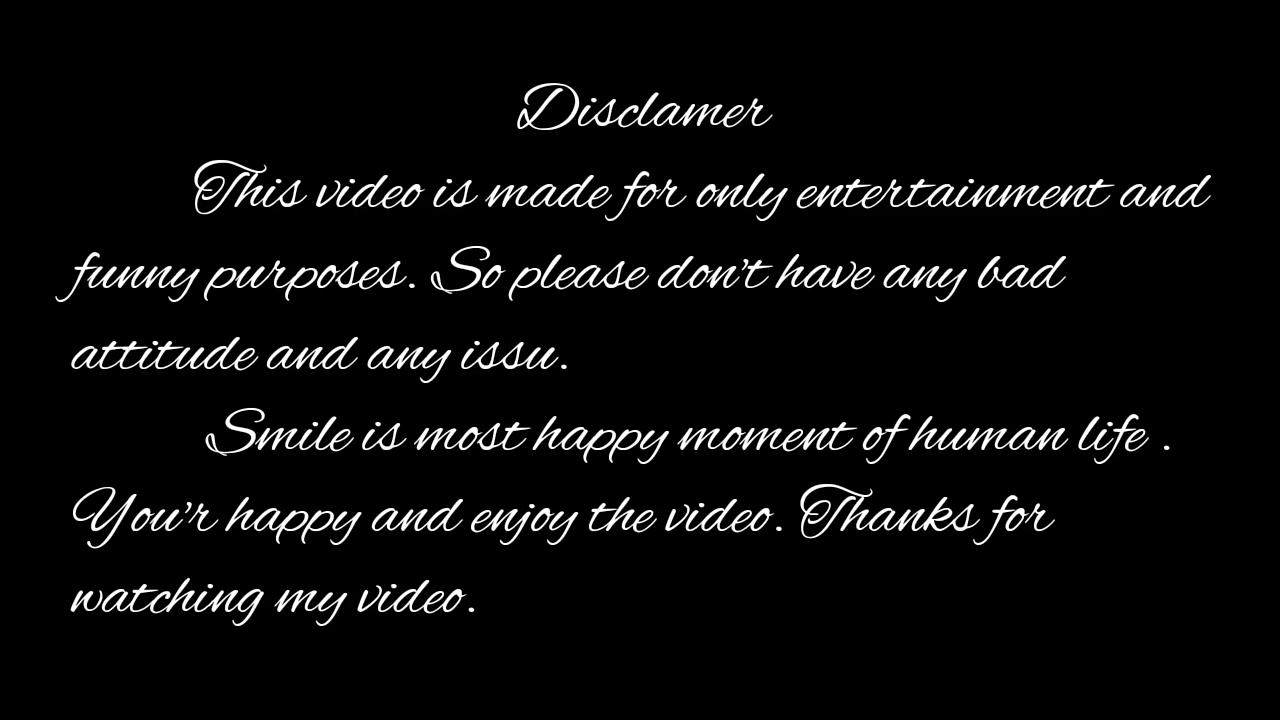 Disclamer
This video is made for only entertainment and
funny purposes. So please don't have any bad
attitude and any issu.
Smile is most happy moment of human life .
You'r happy and enjoy the video. Thanks for
watching my video.